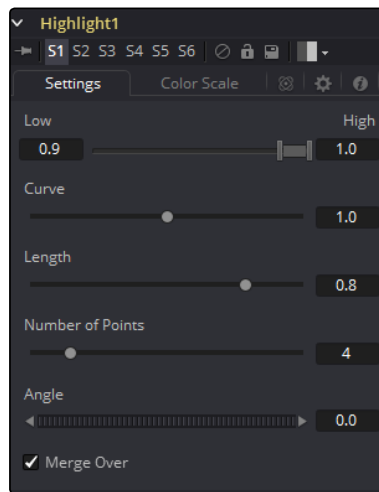 Highlight1
S1 S2 S3 S4 S5 S6
Settings Color Scale
Low High
0.9 1.0
Curve
1.0
Length
0.8
Number of Points
4
Angle
0.0
Merge Over